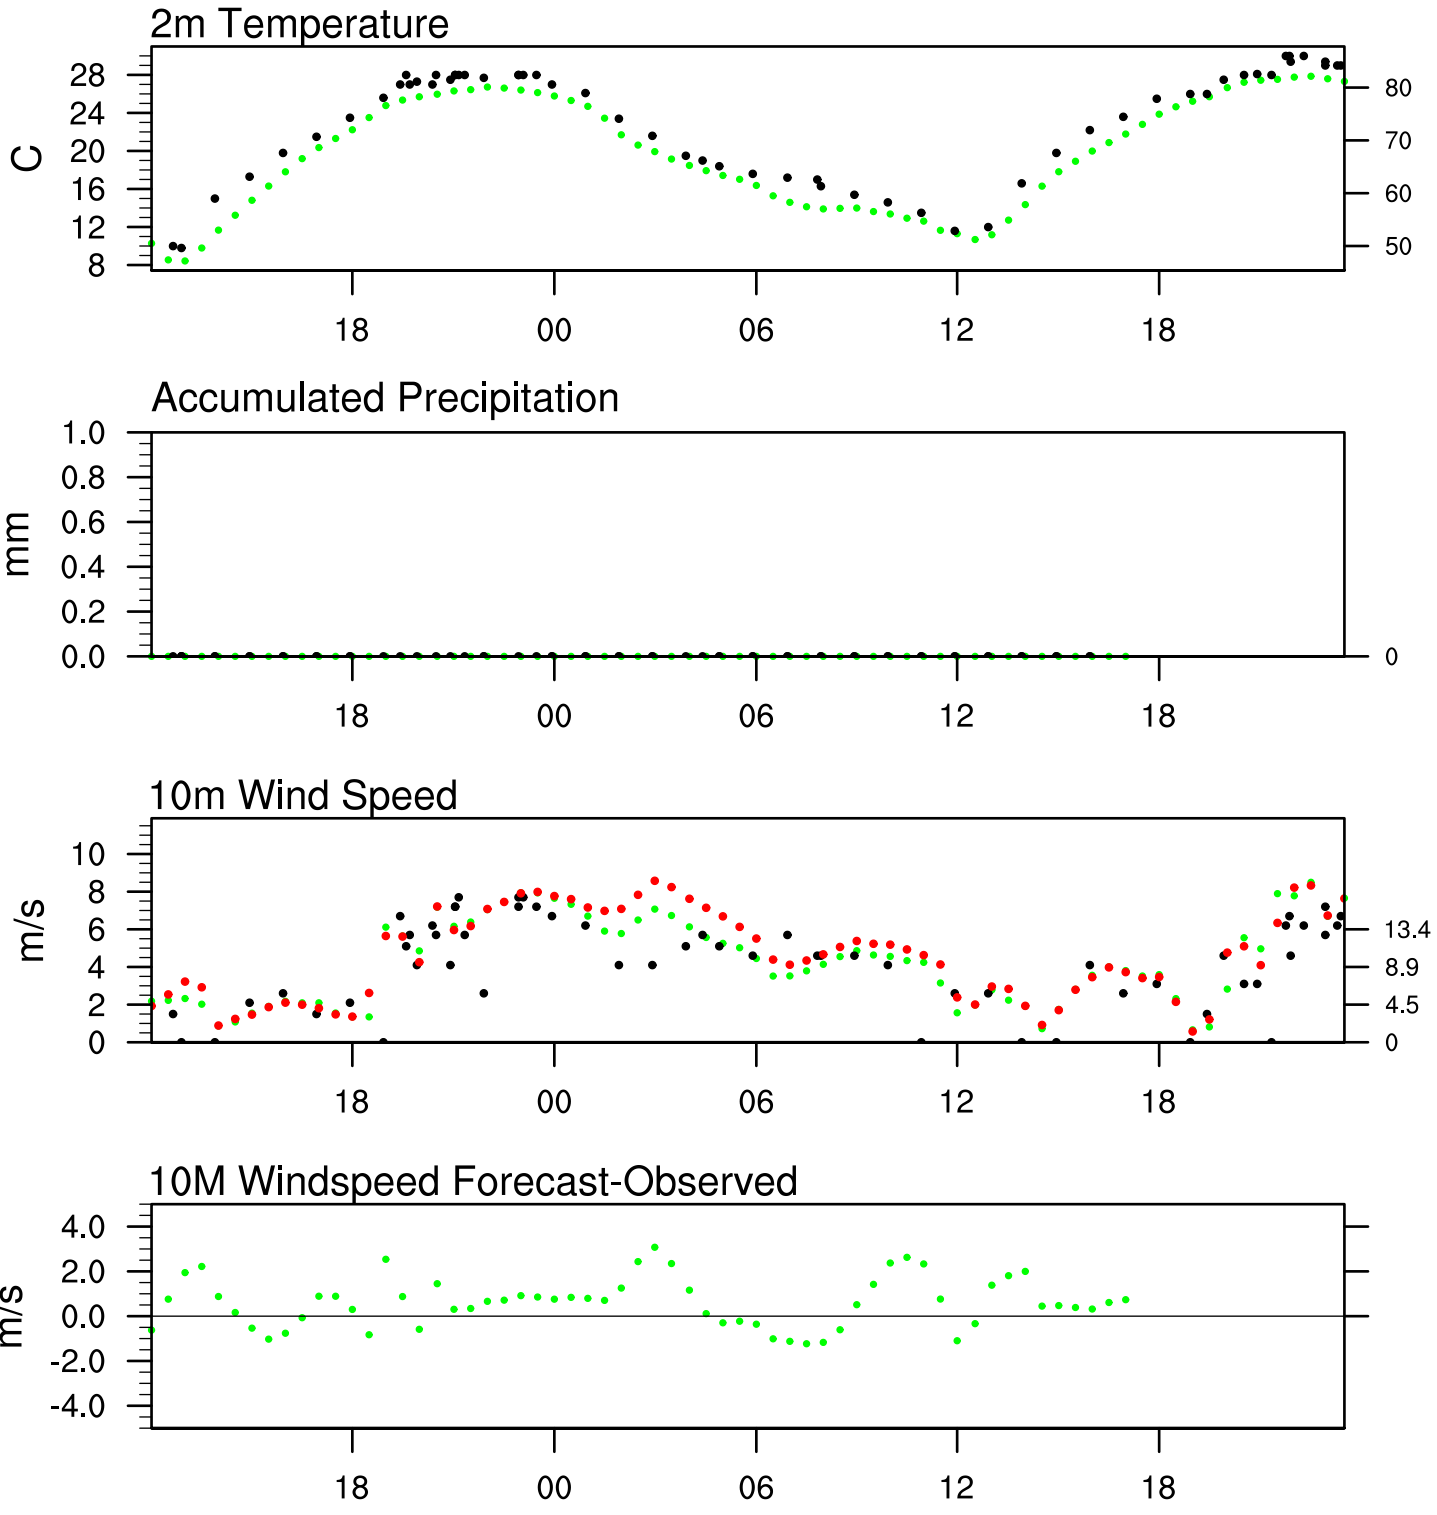 2m Temperature
C
28
24
20
16
12
8
80
70
60
50
18 00 06 12 18
Accumulated Precipitation
mm
1.0
0.8
0.6
0.4
0.2
0.0
0
18 00 06 12 18
10m Wind Speed
m/s
10
8
6
4
2
0
13.4
8.9
4.5
0
18 00 06 12 18
10M Windspeed Forecast-Observed
m/s
4.0
2.0
0.0
-2.0
-4.0
18 00 06 12 18